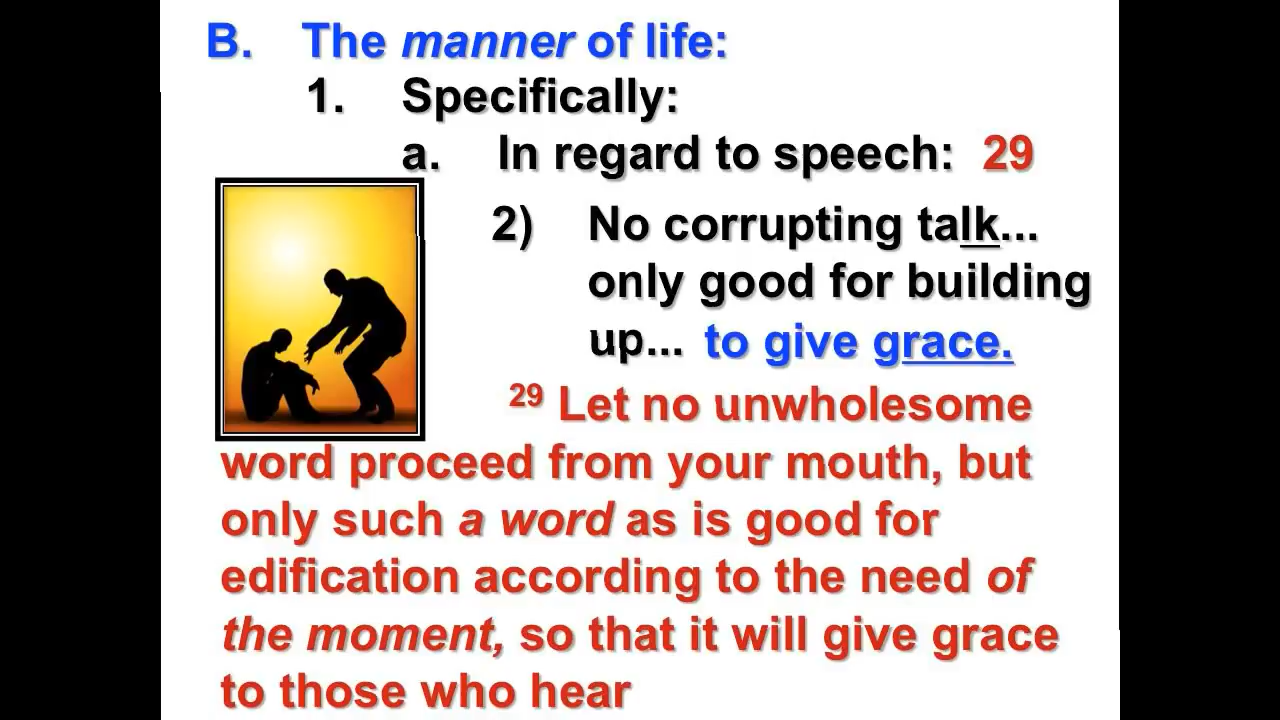 B. The manner of life:
1. Specifically:
a. In regard to speech: 29
2) No corrupting talk...
only good for building
up... to give grace.
29 Let no unwholesome
word proceed from your mouth, but
only such a word as is good for
edification according to the need of
the moment, so that it will give grace
to those who hear